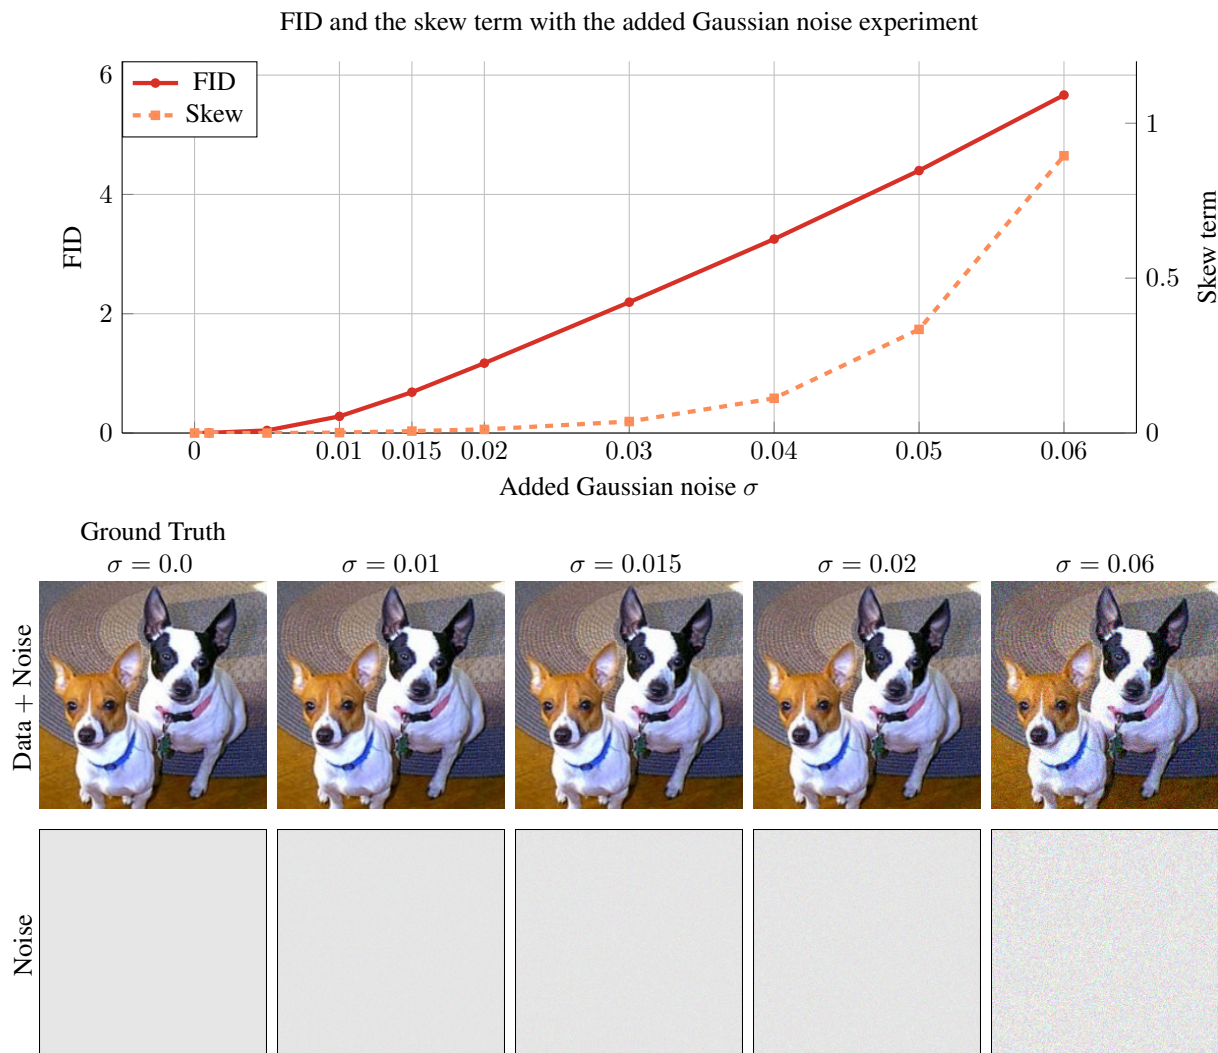 FID and the skew term with the added Gaussian noise experiment
FID
Skew
6
4
2
0
FID
1
0.5
0
Skew term
0 0.01 0.015 0.02 0.03 0.04 0.05 0.06
Added Gaussian noise σ
Ground Truth
σ = 0.0 σ = 0.01 σ = 0.015 σ = 0.02 σ = 0.06
Data + Noise
Noise